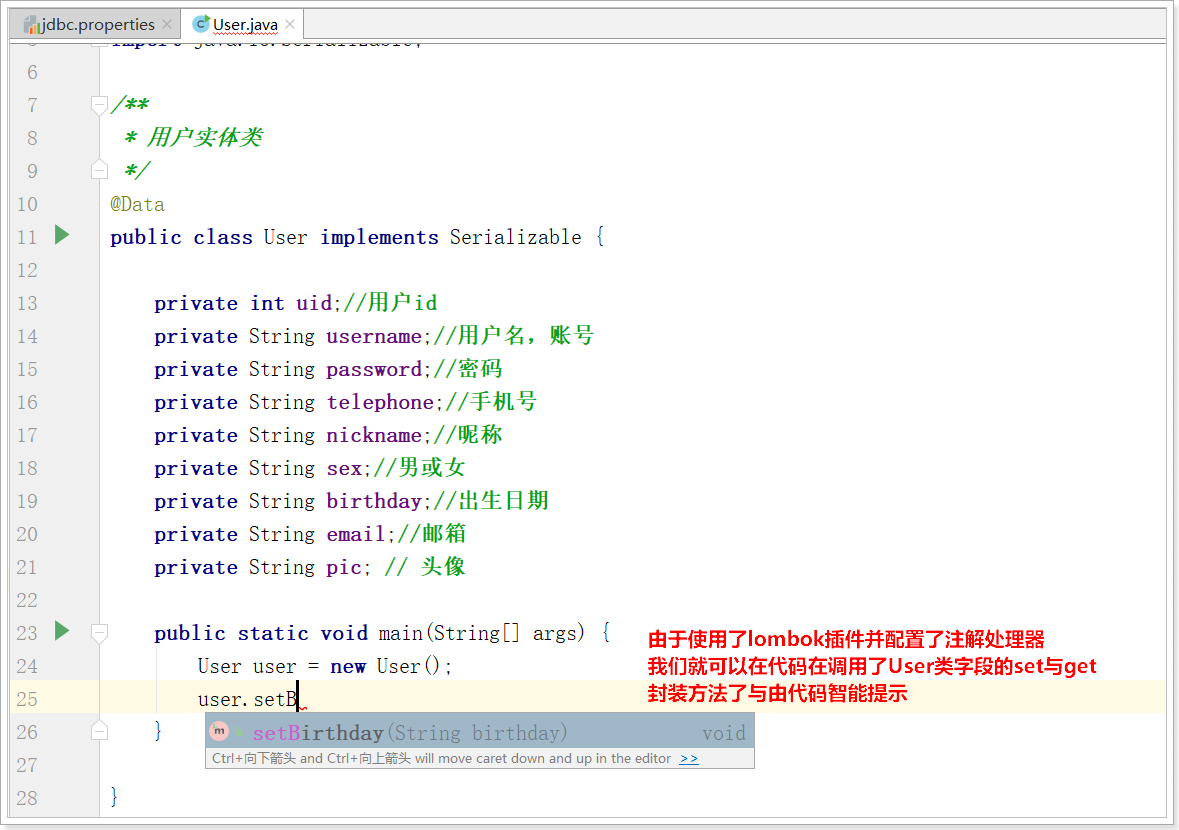 jdbc.properties
User.java
import java.io.Serializable;
6
7 /**
8 * 用户实体类
9 */
10 @Data
11 public class User implements Serializable {
12
13 private int uid;//用户id
14 private String username;//用户名，账号
15 private String password;//密码
16 private String telephone;//手机号
17 private String nickname;//昵称
18 private String sex;//男或女
19 private String birthday;//出生日期
20 private String email;//邮箱
21 private String pic; // 头像
22
23 public static void main(String[] args) {
24 User user = new User();
25 user.setB
26 }
27
28 }
由于使用了lombok插件并配置了注解处理器
我们就可以在代码在调用了User类字段的set与get
封装方法了与由代码智能提示
m setBirthday(String birthday) void
Ctrl+向下箭头 and Ctrl+向上箭头 will move caret down and up in the editor >>